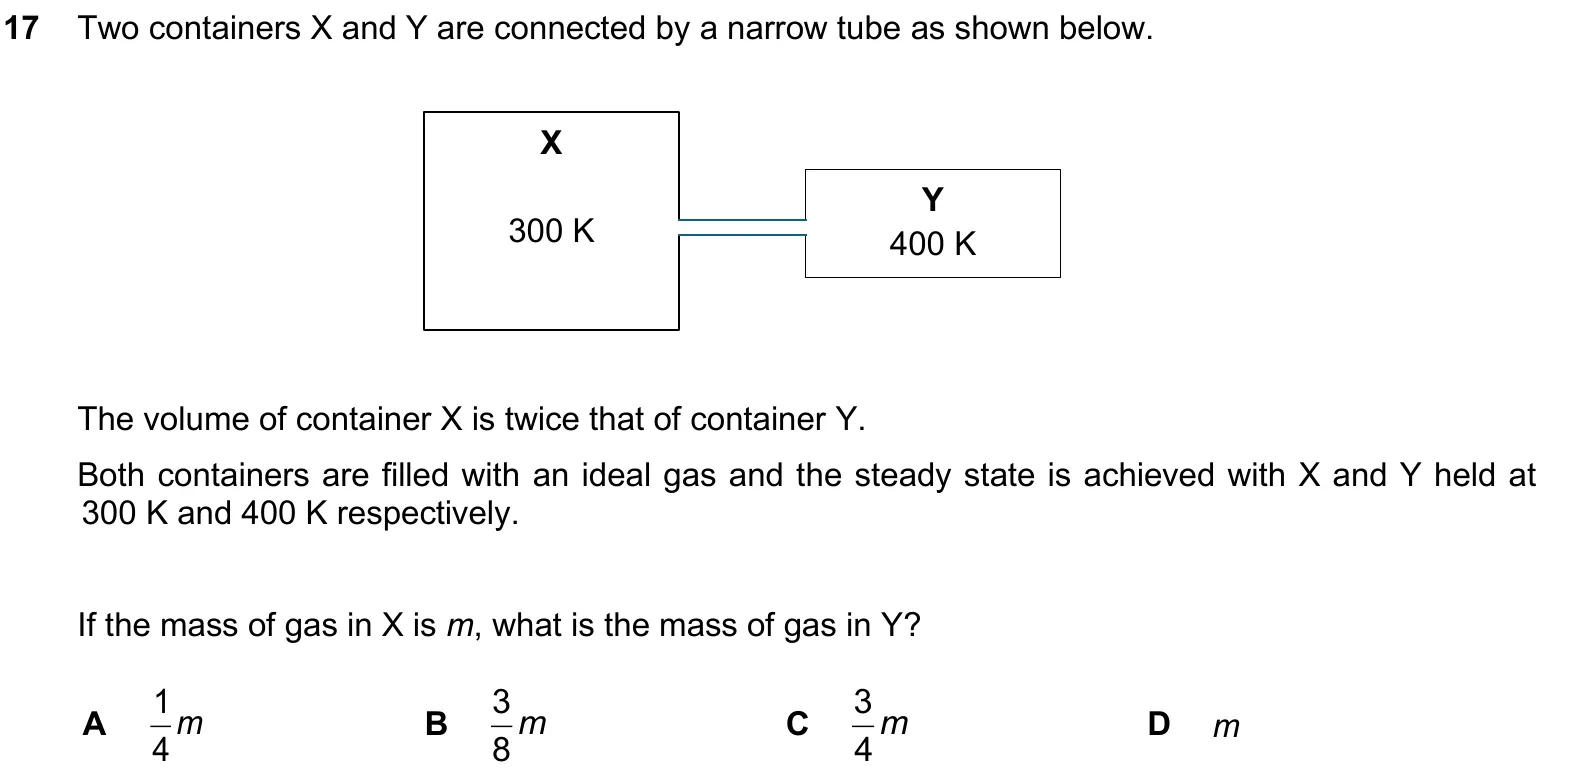 17 Two containers X and Y are connected by a narrow tube as shown below.
X
300 K
Y
400 K
The volume of container X is twice that of container Y.
Both containers are filled with an ideal gas and the steady state is achieved with X and Y held at
300 K and 400 K respectively.
If the mass of gas in X is m, what is the mass of gas in Y?
A 1/4 m B 3/8 m C 3/4 m D m